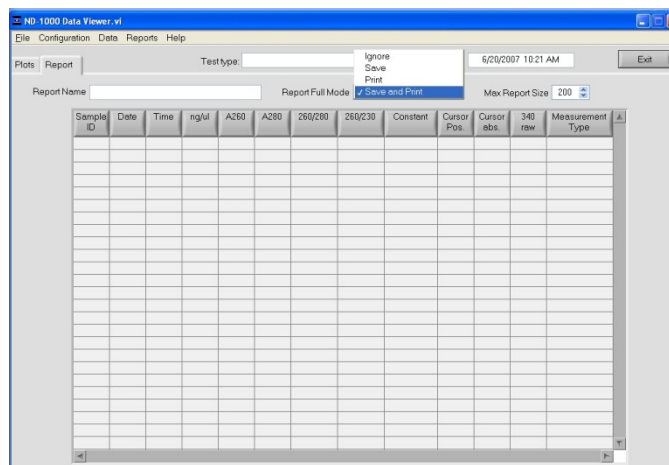 ND-1000 Data Viewer.vi
File Configuration Data Reports Help
Plots Report
Test type:
Ignore
Save
Print
✓ Save and Print
6/20/2007 10:21 AM
Exit
Report Name
Report Full Mode
Max Report Size 200
Sample ID Date Time ng/ul A260 A280 260/280 260/230 Constant Cursor Pos. Cursor abs. 340 raw Measurement Type